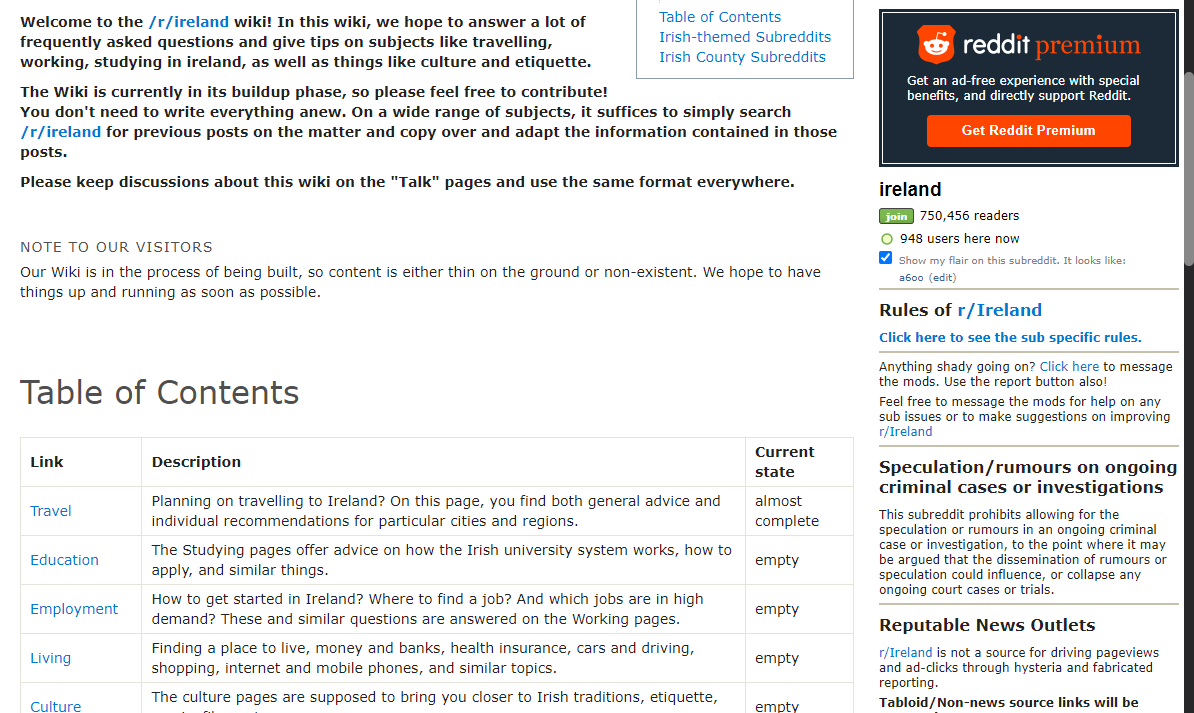 Welcome to the /r/ireland wiki! In this wiki, we hope to answer a lot of
frequently asked questions and give tips on subjects like travelling,
working, studying in ireland, as well as things like culture and etiquette.
The Wiki is currently in its buildup phase, so please feel free to contribute!
You don't need to write everything anew. On a wide range of subjects, it suffices to simply search
/r/ireland for previous posts on the matter and copy over and adapt the information contained in those
posts.
Please keep discussions about this wiki on the "Talk" pages and use the same format everywhere.
Table of Contents
Irish-themed Subreddits
Irish County Subreddits
NOTE TO OUR VISITORS
Our Wiki is in the process of being built, so content is either thin on the ground or non-existent. We hope to have
things up and running as soon as possible.
Table of Contents
Link Description Current
state
Travel
Planning on travelling to Ireland? On this page, you find both general advice and
individual recommendations for particular cities and regions.
almost
complete
Education
The Studying pages offer advice on how the Irish university system works, how to
apply, and similar things.
empty
Employment
How to get started in Ireland? Where to find a job? And which jobs are in high
demand? These and similar questions are answered on the Working pages.
empty
Living
Finding a place to live, money and banks, health insurance, cars and driving,
shopping, internet and mobile phones, and similar topics.
empty
Culture
The culture pages are supposed to bring you closer to Irish traditions, etiquette,
empty
reddit premium
Get an ad-free experience with special
benefits, and directly support Reddit.
Get Reddit Premium
ireland
join 750,456 readers
948 users here now
Show my flair on this subreddit. It looks like:
a6oo (edit)
Rules of r/Ireland
Click here to see the sub specific rules.
Anything shady going on? Click here to message
the mods. Use the report button also!
Feel free to message the mods for help on any
sub issues or to make suggestions on improving
r/Ireland
Speculation/rumours on ongoing
criminal cases or investigations
This subreddit prohibits allowing for the
speculation or rumours in an ongoing criminal
case or investigation, to the point where it may
be argued that the dissemination of rumours or
speculation could influence, or collapse any
ongoing court cases or trials.
Reputable News Outlets
r/Ireland is not a source for driving pageviews
and ad-clicks through hysteria and fabricated
reporting.
Tabloid/Non-news source links will be